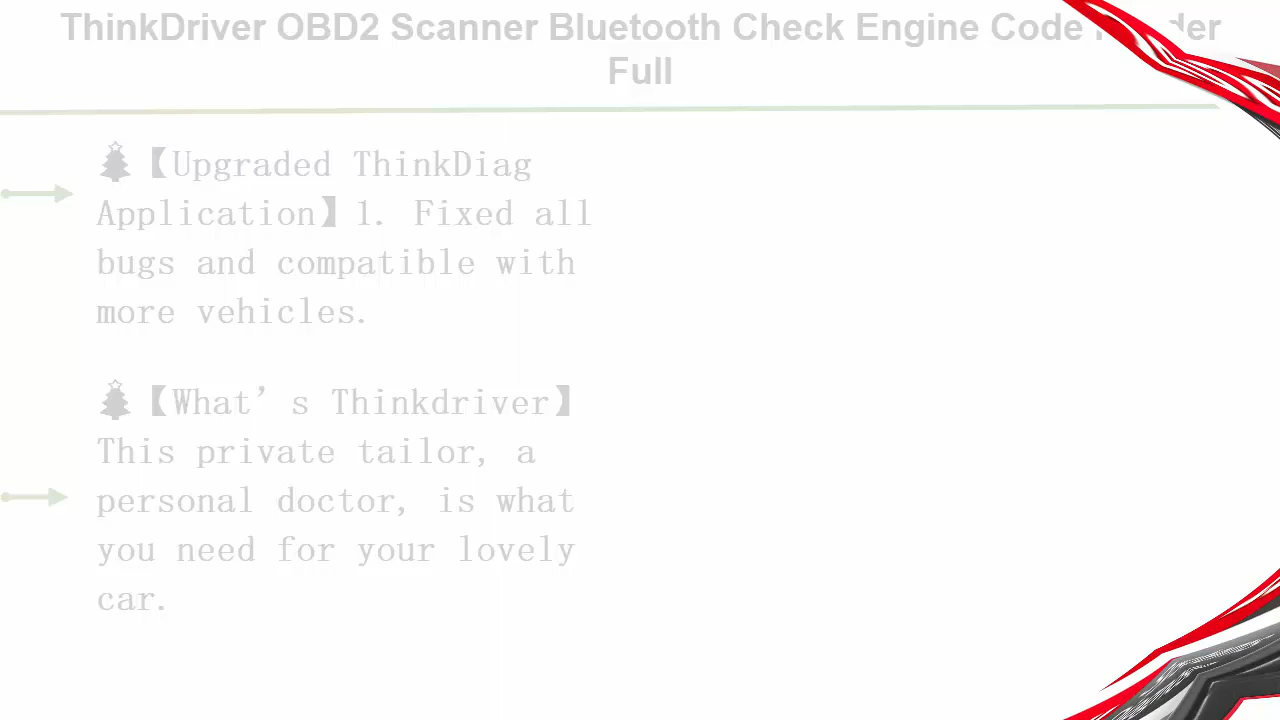 ThinkDriver OBD2 Scanner Bluetooth Check Engine Code
Full
🎄【Upgraded ThinkDiag
Application】1. Fixed all
bugs and compatible with
more vehicles.
🎄【What’s Thinkdriver】
This private tailor, a
personal doctor, is what
you need for your lovely
car.